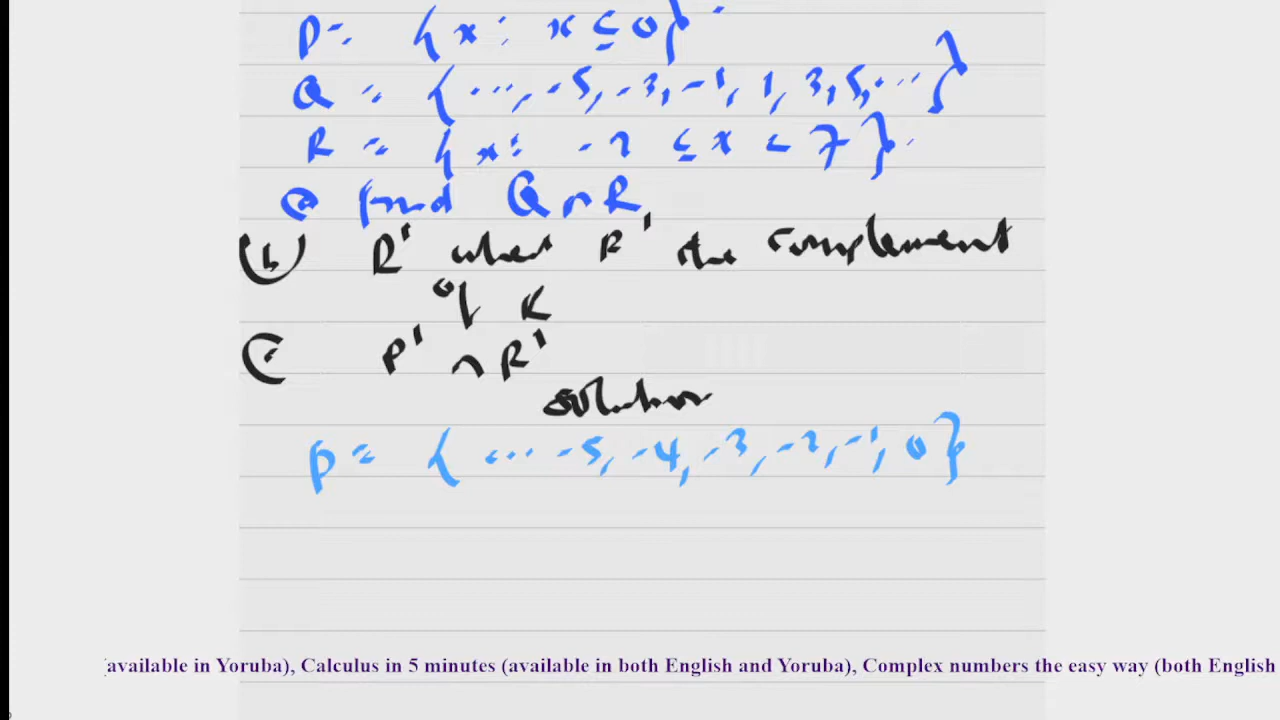 P = {x : x ≤ 0}.
Q = {..., -5, -3, -1, 1, 3, 5, ...}
R = {x : -2 ≤ x < 7}.
(a) find Q ∩ R
(b) R' where R' the complement
of R
(c) P' ∩ R'
solution
P = {... -5, -4, -3, -2, -1, 0}
available in Yoruba), Calculus in 5 minutes (available in both English and Yoruba), Complex numbers the easy way (both English